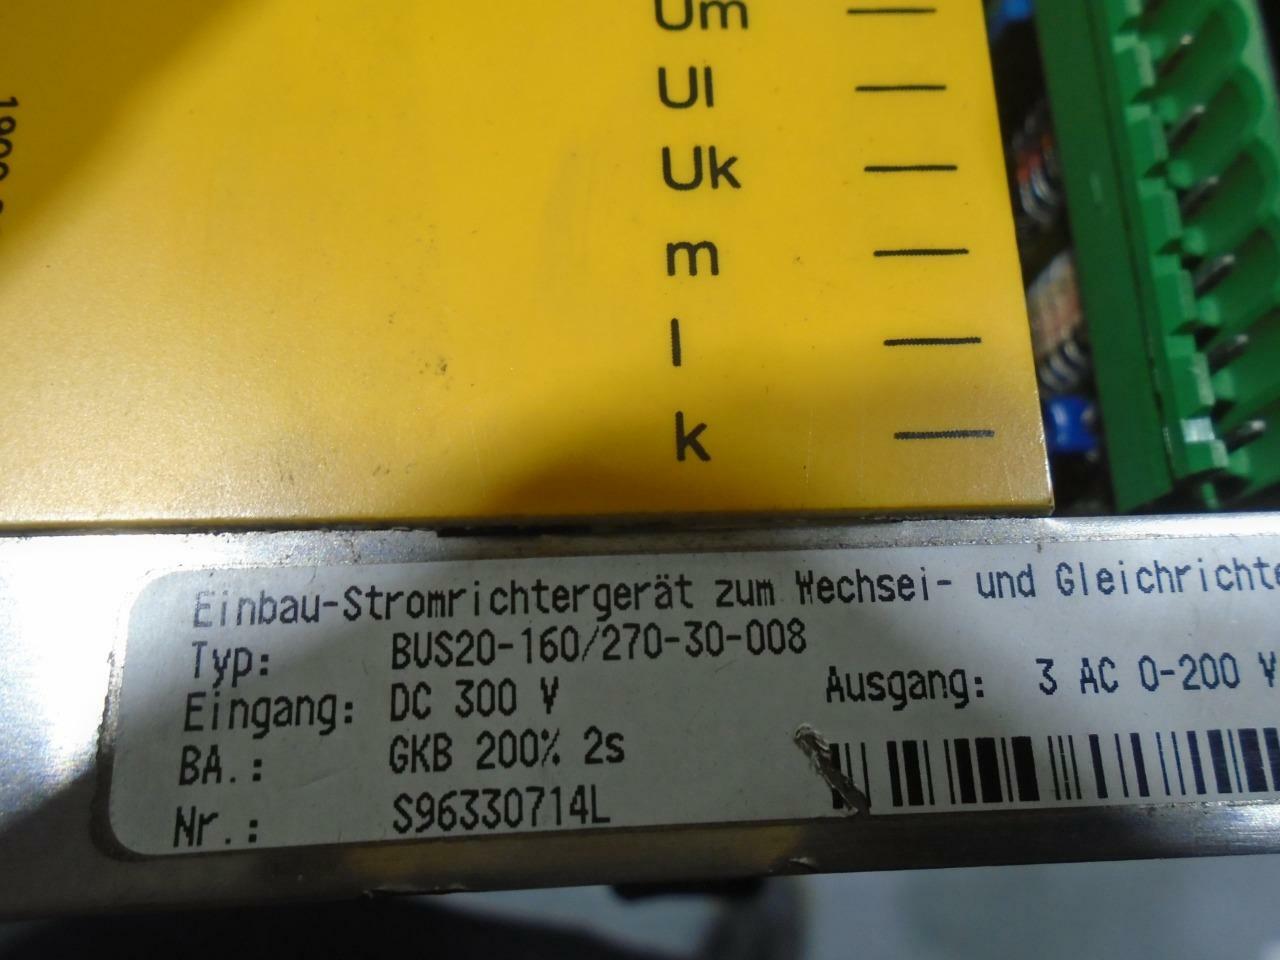 Um
Ul
Uk
m
l
k
Einbau-Stromrichtergerät zum Wechsei- und Gleichrichte
Typ: BUS20-160/270-30-008
Eingang: DC 300 V Ausgang: 3 AC 0-200 V
BA.: GKB 200% 2s
Nr.: S96330714L